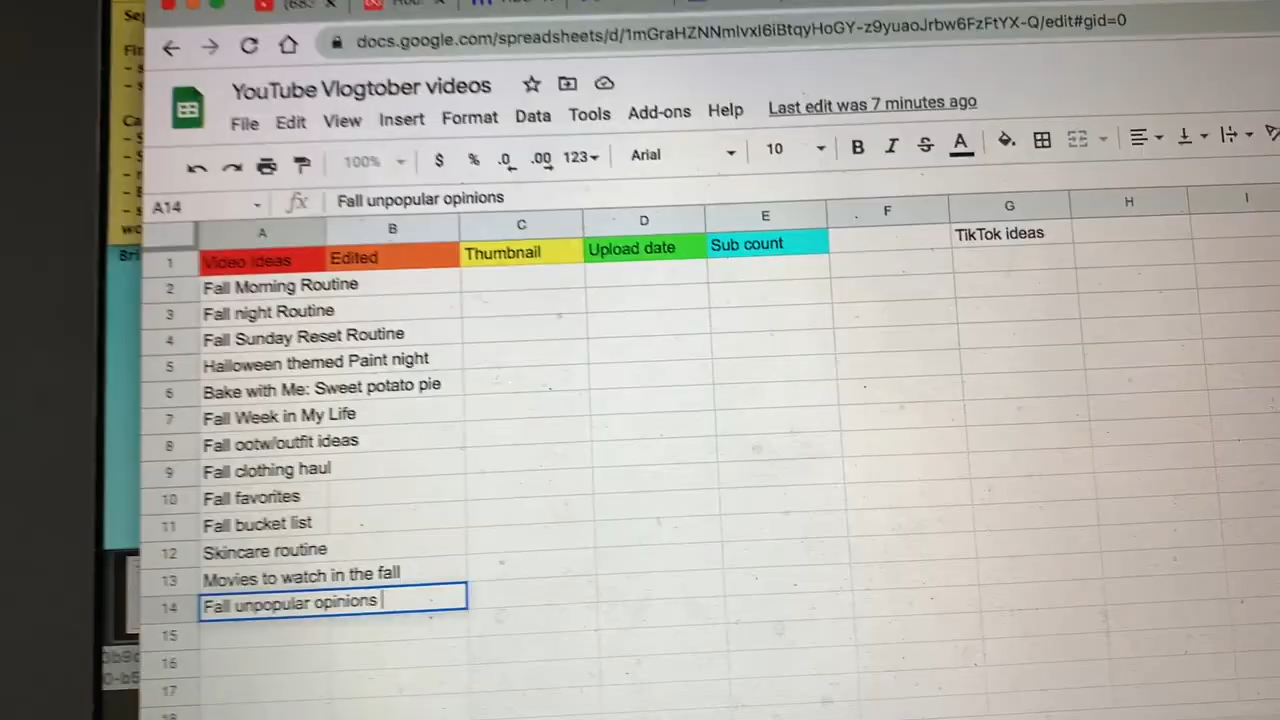 docs.google.com/spreadsheets/d/1mGraHZNNmlvxI6iBtqyHoGY-z9yuaoJrbw6FzFtYX-Q/edit#gid=0
YouTube Vlogtober videos
File Edit View Insert Format Data Tools Add-ons Help Last edit was 7 minutes ago
100% $ % .0 .00 123 Arial 10 B I S A
A14 fx Fall unpopular opinions
A B C D E F G H I
1 Video Ideas Edited Thumbnail Upload date Sub count TikTok ideas
2 Fall Morning Routine
3 Fall night Routine
4 Fall Sunday Reset Routine
5 Halloween themed Paint night
6 Bake with Me: Sweet potato pie
7 Fall Week in My Life
8 Fall ootw/outfit ideas
9 Fall clothing haul
10 Fall favorites
11 Fall bucket list
12 Skincare routine
13 Movies to watch in the fall
14 Fall unpopular opinions
15
16
17